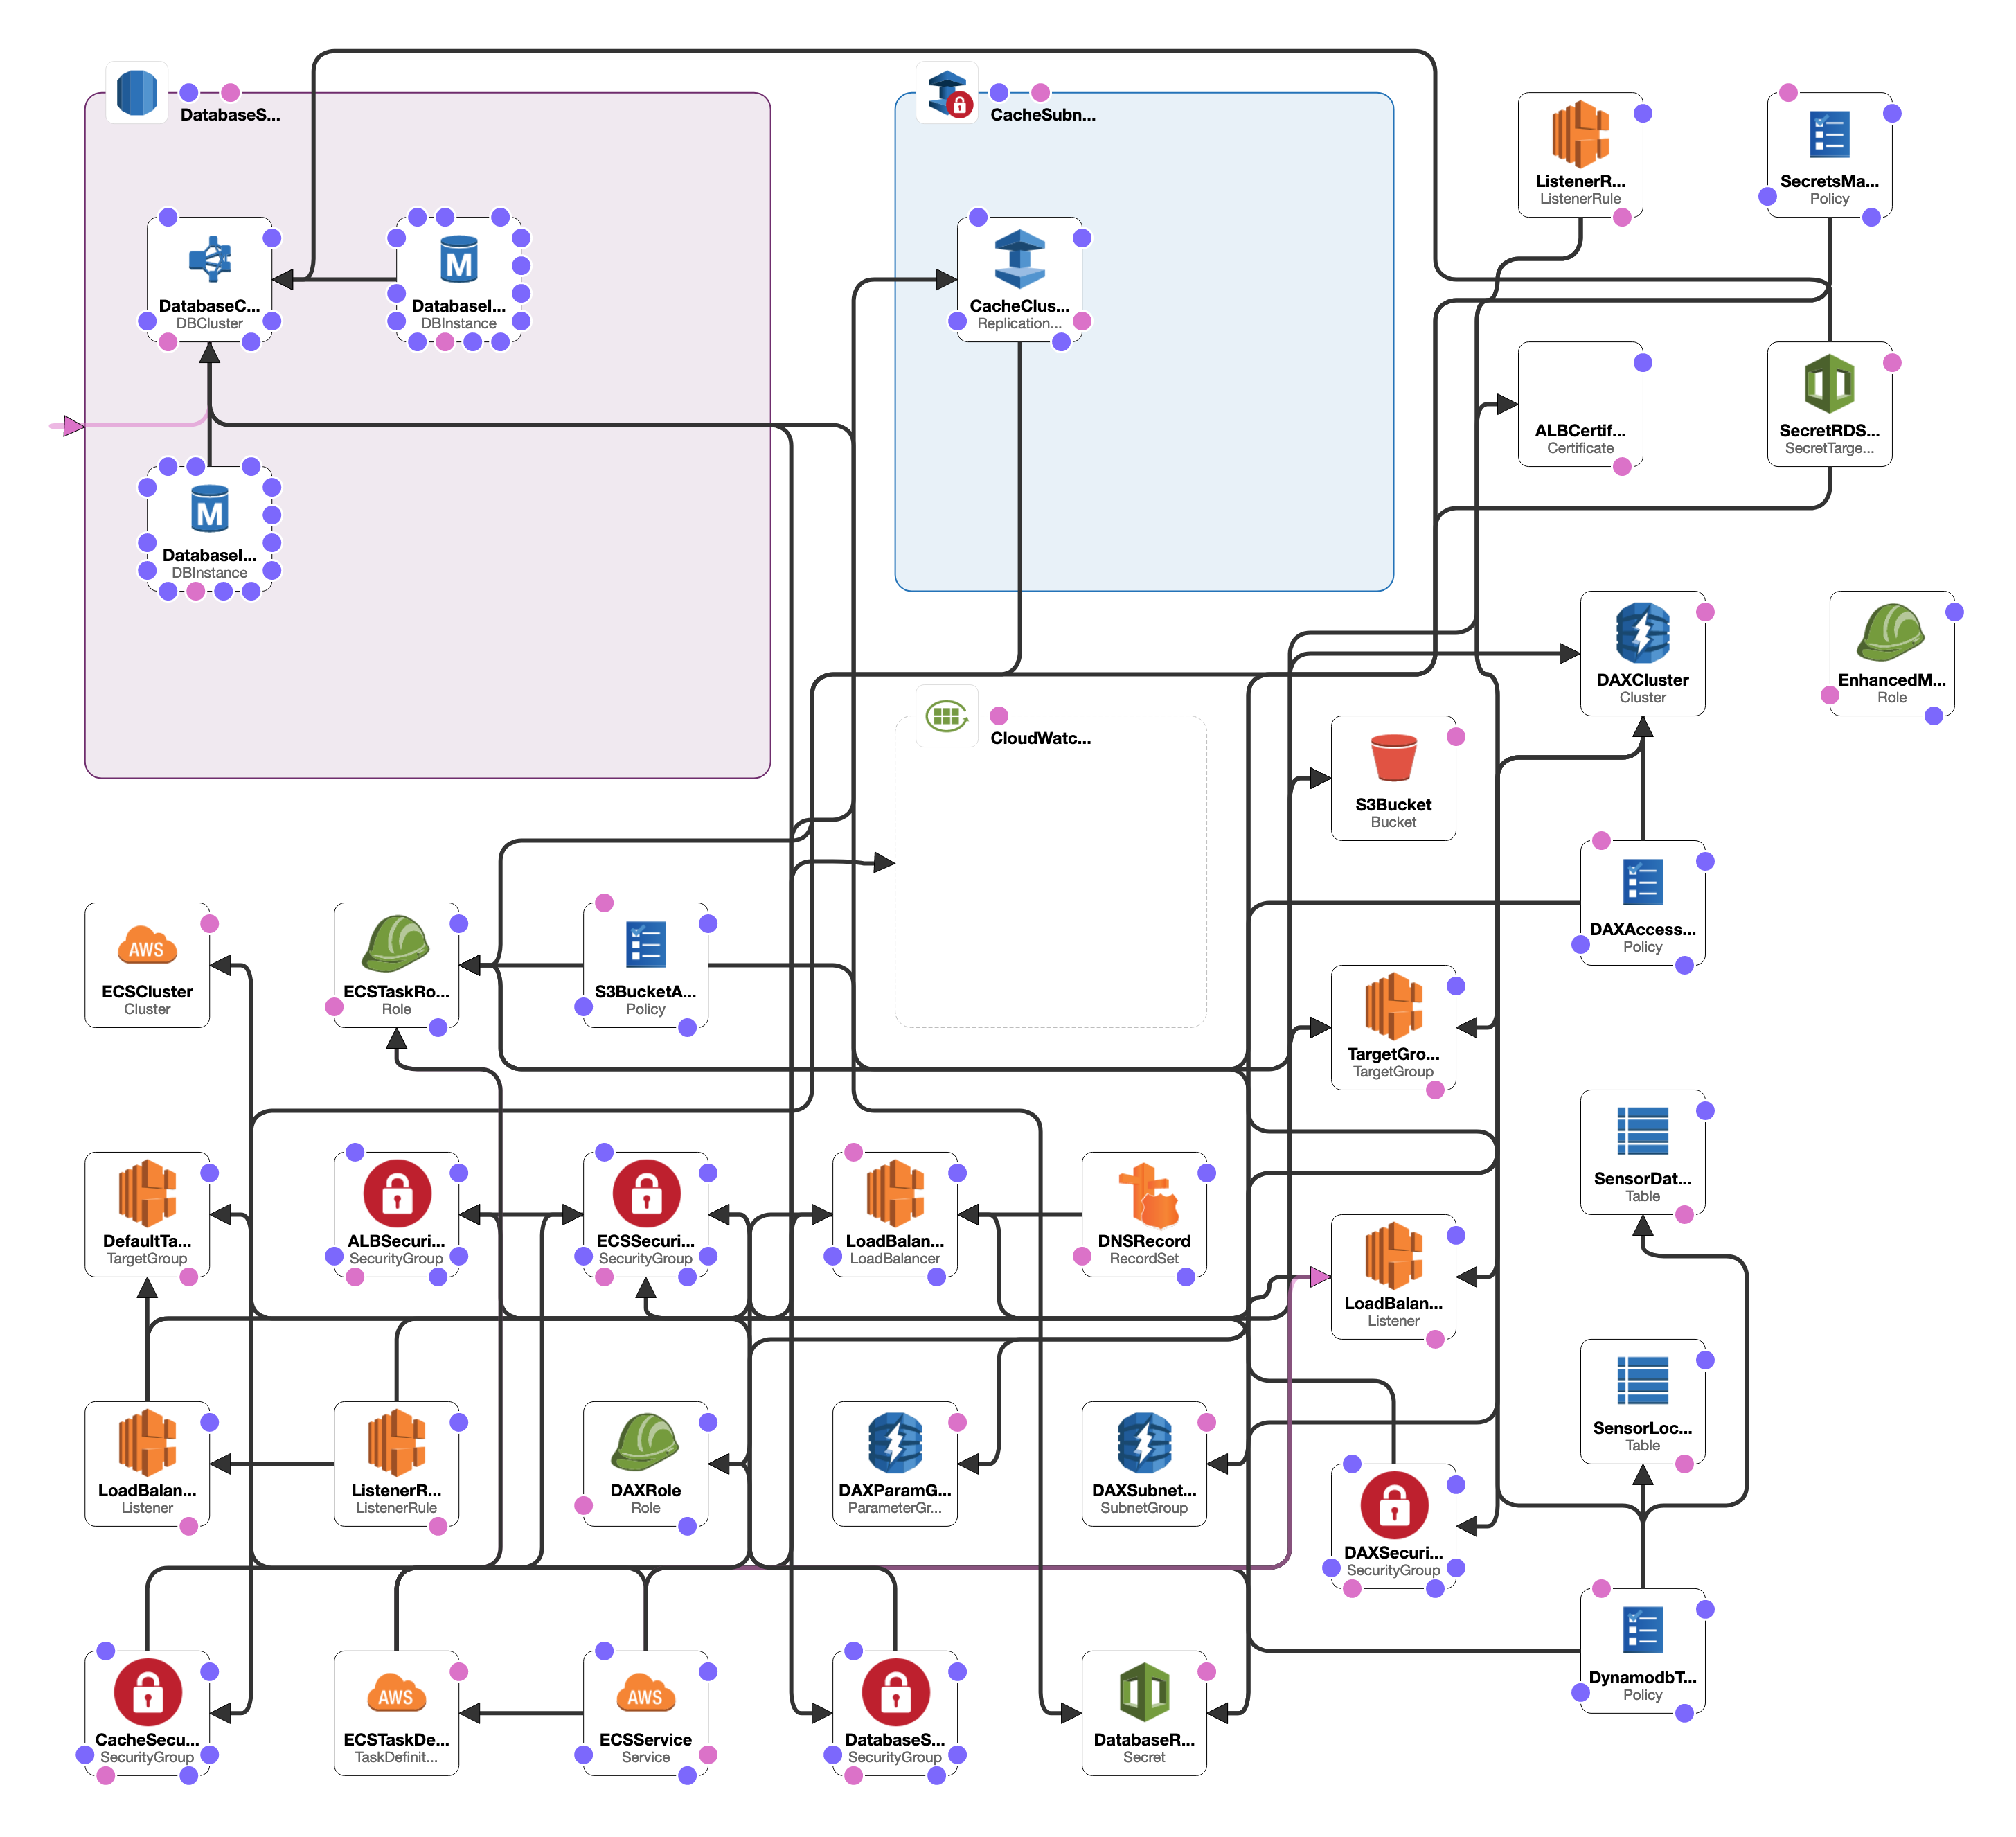 DatabaseS...
CacheSubn...
ListenerR...
ListenerRule
SecretsMa...
Policy
DatabaseC...
DBCluster
M
DatabaseI...
DBInstance
CacheClus...
Replication...
ALBCertif...
Certificate
SecretRDS...
SecretTarge...
M
DatabaseI...
DBInstance
DAXCluster
Cluster
EnhancedM...
Role
CloudWatc...
S3Bucket
Bucket
DAXAccess...
Policy
AWS
ECSCluster
Cluster
ECSTaskRo...
Role
S3BucketA...
Policy
TargetGro...
TargetGroup
SensorDat...
Table
DefaultTa...
TargetGroup
ALBSecuri...
SecurityGroup
ECSSecuri...
SecurityGroup
LoadBalan...
LoadBalancer
DNSRecord
RecordSet
LoadBalan...
Listener
SensorLoc...
Table
LoadBalan...
Listener
ListenerR...
ListenerRule
DAXRole
Role
DAXParamG...
ParameterGr...
DAXSubnet...
SubnetGroup
DAXSecuri...
SecurityGroup
DynamodbT...
Policy
CacheSecu...
SecurityGroup
AWS
ECSTaskDe...
TaskDefinit...
AWS
ECSService
Service
DatabaseS...
SecurityGroup
DatabaseR...
Secret